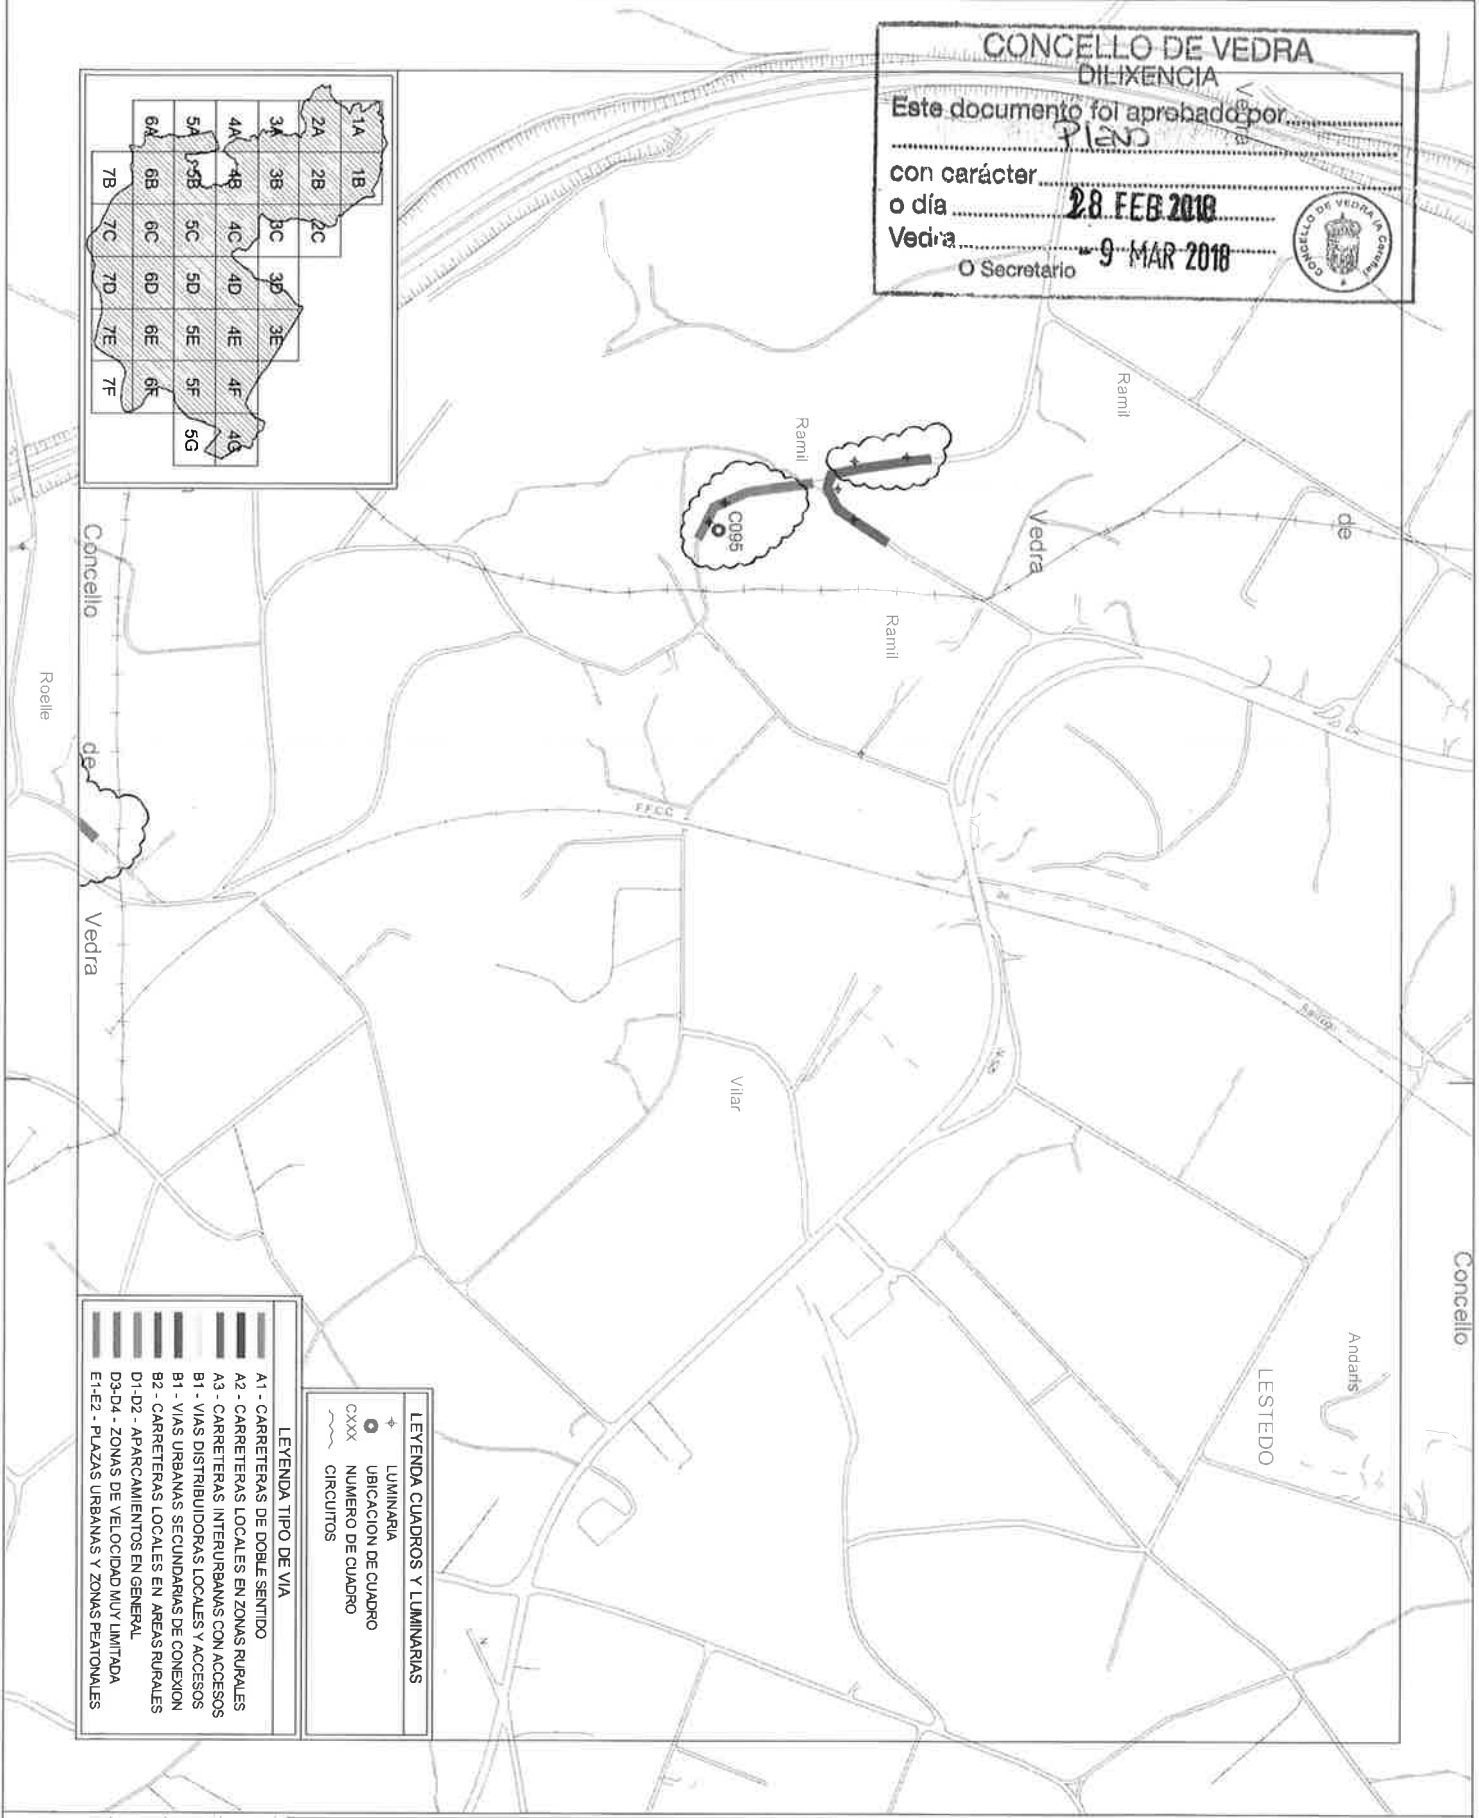 CONCELLO DE VEDRA
DILIXENCIA
Este documento foi aprobado por
PLENO
con carácter
o día 28 FEB 2018
Vedra - 9 MAR 2018
O Secretario
CONCELLO DE VEDRA (A Coruña)
1A 1B
2A 2B 2C
3A 3B 3C 3D 3E
4A 4B 4C 4D 4E 4F 4G
5A 5B 5C 5D 5E 5F 5G
6A 6B 6C 6D 6E 6F
7B 7C 7D 7E 7F
Ramil
Ramil
C095
Vedra
de
Ramil
Concello
de
Vedra
Roelle
FFCC
Vilar
Concello
Andarís
LESTEDO
LEYENDA CUADROS Y LUMINARIAS
LUMINARIA
UBICACION DE CUADRO
CXXX NUMERO DE CUADRO
CIRCUITOS
LEYENDA TIPO DE VIA
A1 - CARRETERAS DE DOBLE SENTIDO
A2 - CARRETERAS LOCALES EN ZONAS RURALES
A3 - CARRETERAS INTERURBANAS CON ACCESOS
B1 - VIAS DISTRIBUIDORAS LOCALES Y ACCESOS
B1 - VIAS URBANAS SECUNDARIAS DE CONEXION
B2 - CARRETERAS LOCALES EN AREAS RURALES
D1-D2 - APARCAMIENTOS EN GENERAL
D3-D4 - ZONAS DE VELOCIDAD MUY LIMITADA
E1-E2 - PLAZAS URBANAS Y ZONAS PEATONALES